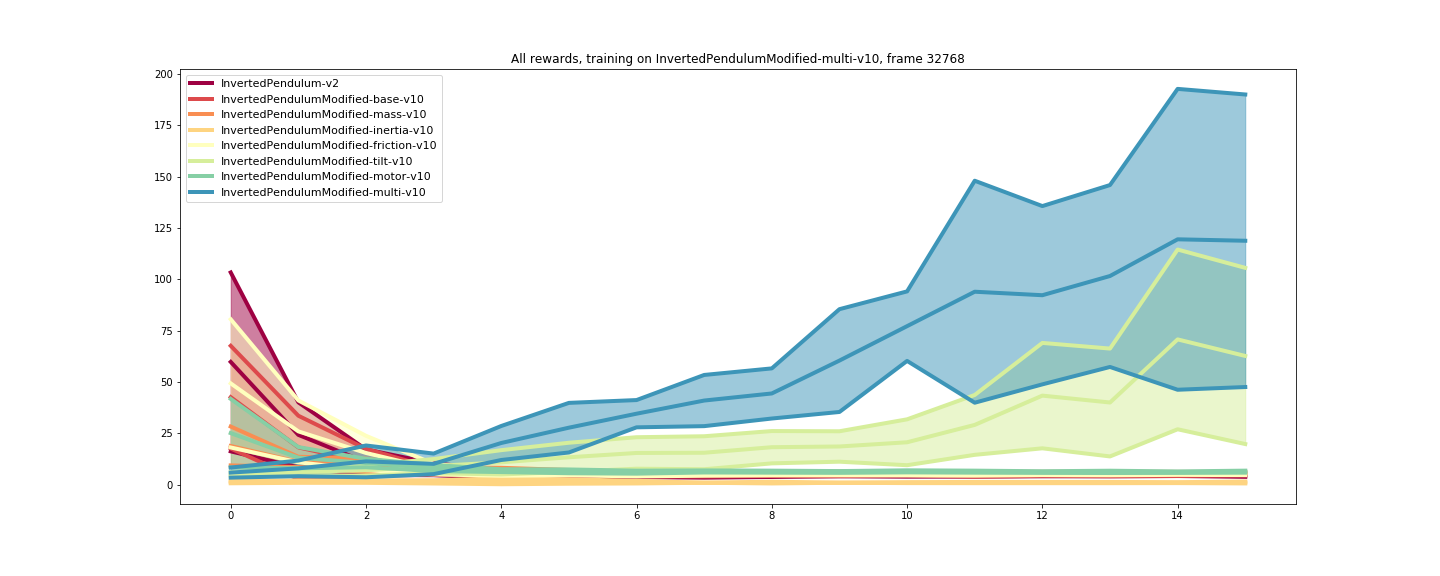 All rewards, training on InvertedPendulumModified-multi-v10, frame 32768
200
175
150
125
100
75
50
25
0
InvertedPendulum-v2
InvertedPendulumModified-base-v10
InvertedPendulumModified-mass-v10
InvertedPendulumModified-inertia-v10
InvertedPendulumModified-friction-v10
InvertedPendulumModified-tilt-v10
InvertedPendulumModified-motor-v10
InvertedPendulumModified-multi-v10
0 2 4 6 8 10 12 14